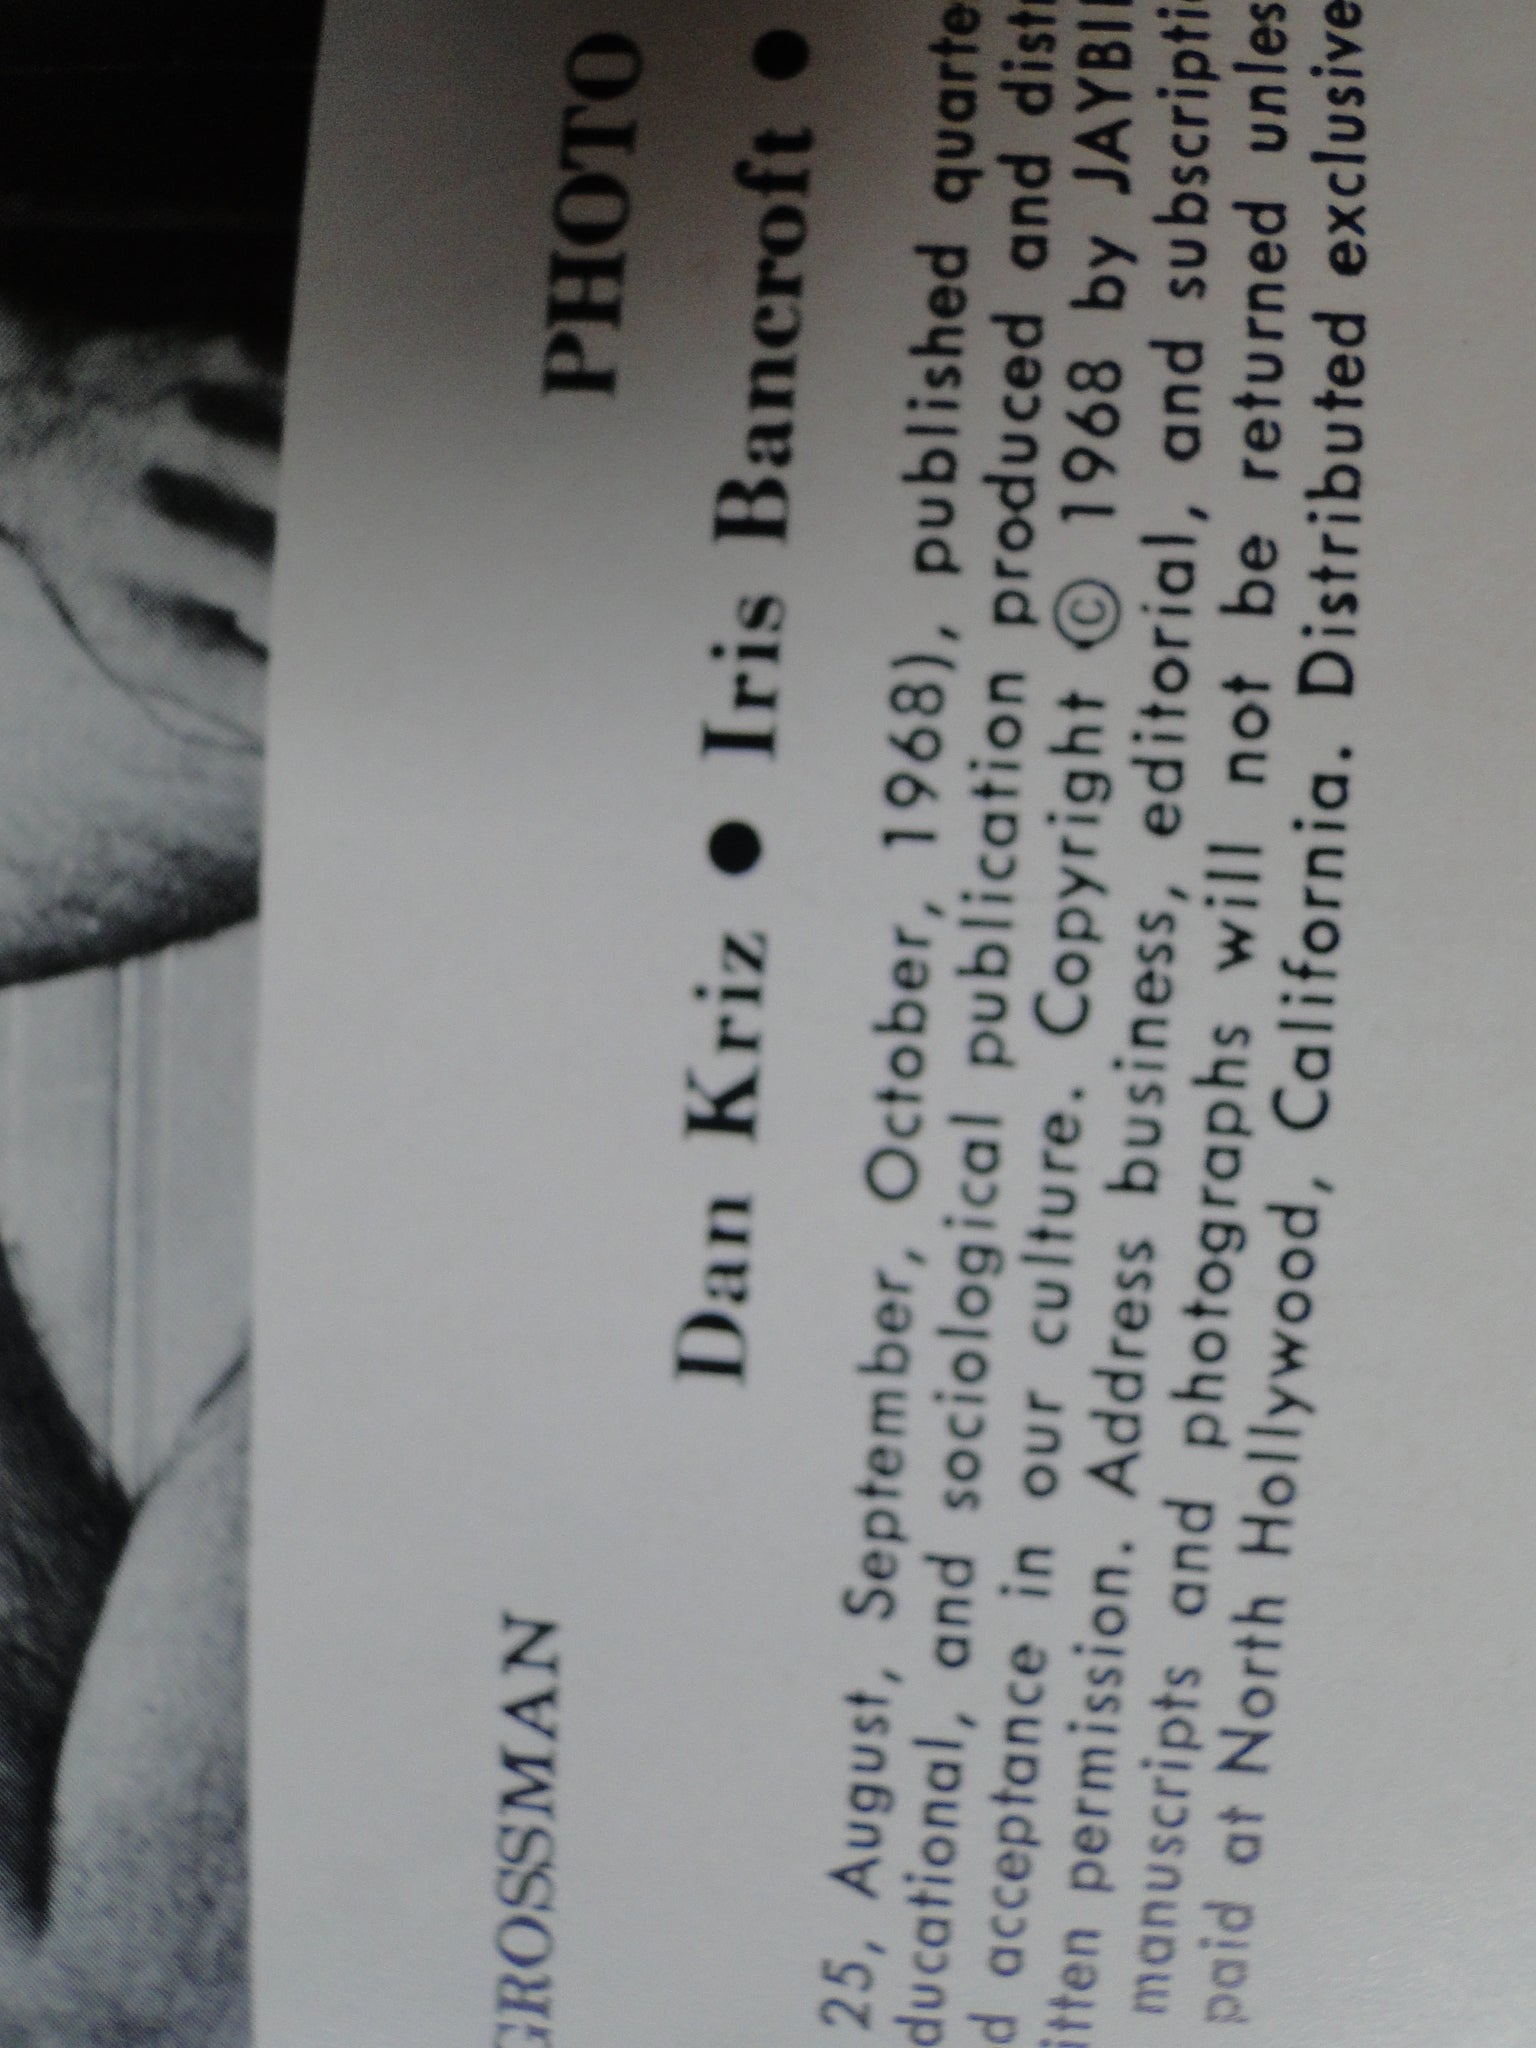 GROSSMAN
PHOTO
Dan Kriz ● Iris Bancroft ●
25, August, September, October, 1968), published quarte
ducational, and sociological publication produced and dist
d acceptance in our culture. Copyright © 1968 by JAYBI
itten permission. Address business, editorial, and subscripti
manuscripts and photographs will not be returned unles
paid at North Hollywood, California. Distributed exclusive